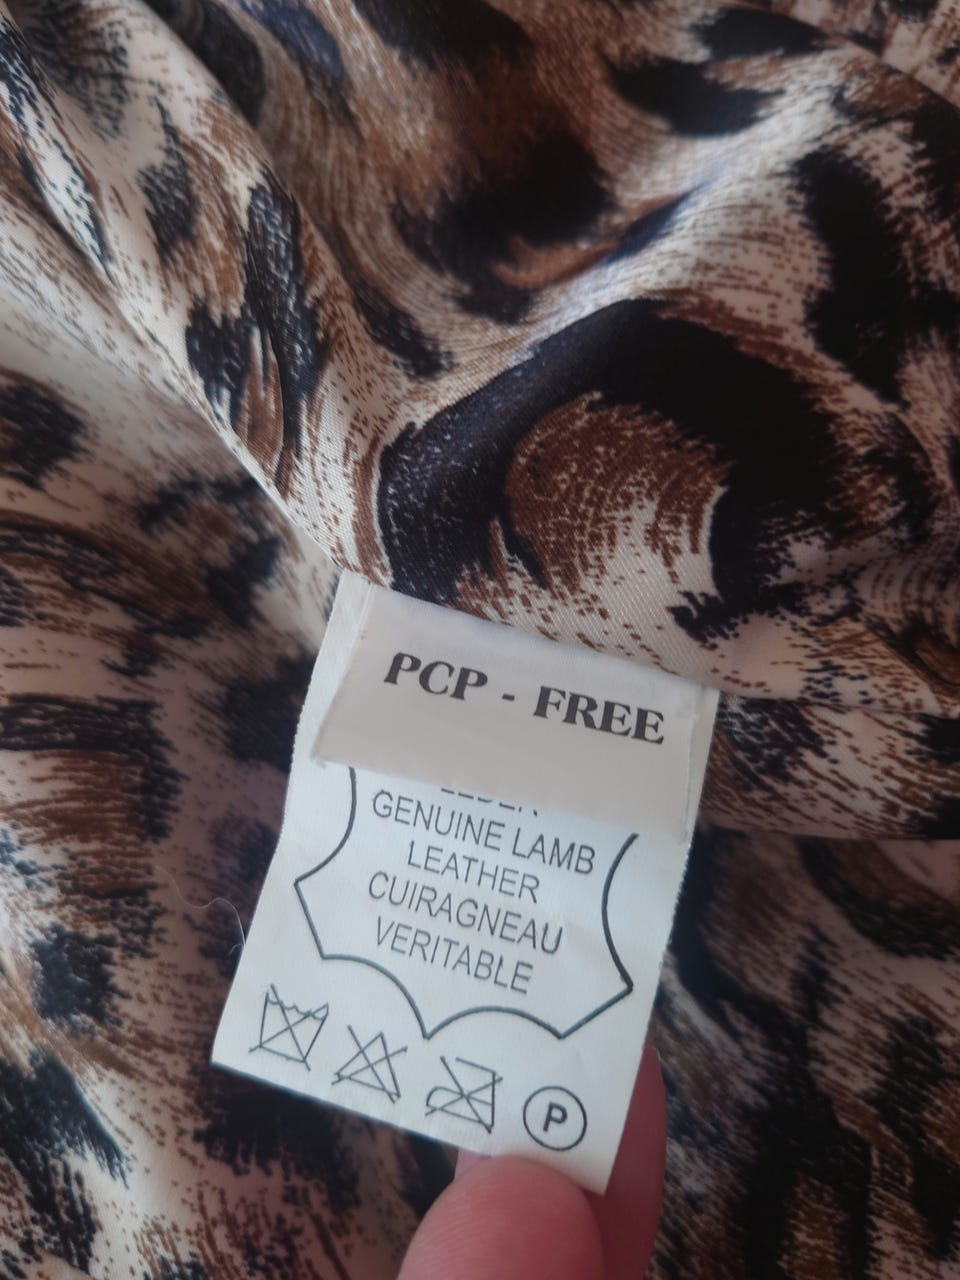 PCP - FREE
GENUINE LAMB
LEATHER
CUIRAGNEAU
VERITABLE
P